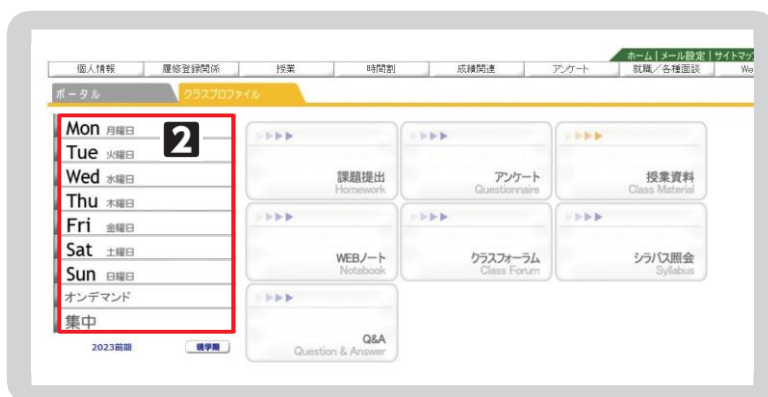 ホーム | メール設定 | サイトマップ
個人情報 履修登録関係 授業 時間割 成績関連 アンケート 就職／各種面談 We
ポータル クラスプロファイル
Mon 月曜日
Tue 火曜日
Wed 水曜日
Thu 木曜日
Fri 金曜日
Sat 土曜日
Sun 日曜日
オンデマンド
集中
2023前期 現学期
2
課題提出
Homework
アンケート
Questionnaire
授業資料
Class Material
WEBノート
Notebook
クラスフォーラム
Class Forum
シラバス照会
Syllabus
Q&A
Question & Answer